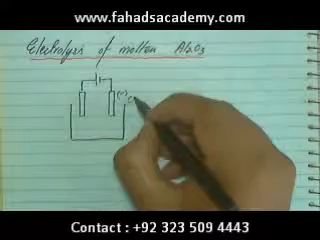 www.fahadsacademy.com
Electrolysis of molten Al2O3
(-) C
Contact : +92 323 509 4443